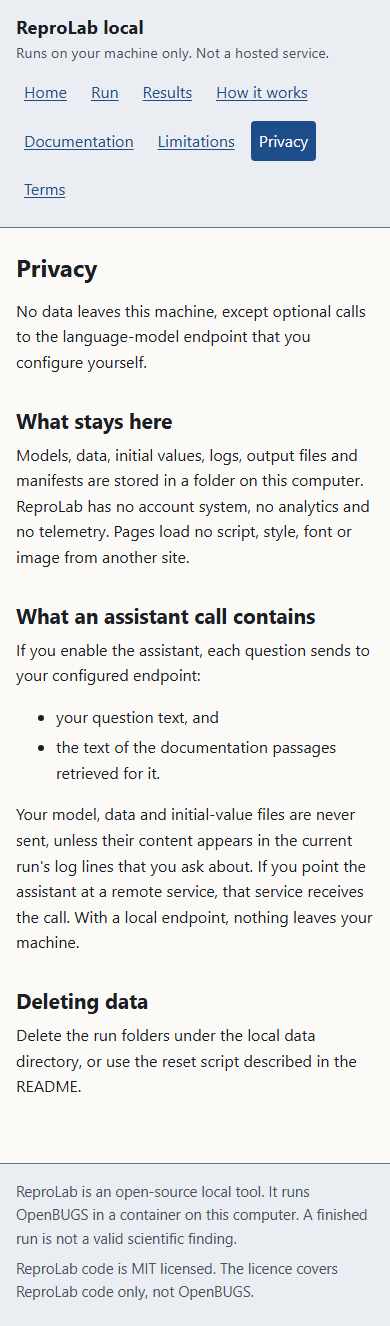 ReproLab local
Runs on your machine only. Not a hosted service.
Home Run Results How it works
Documentation Limitations Privacy
Terms
Privacy
No data leaves this machine, except optional calls
to the language-model endpoint that you
configure yourself.
What stays here
Models, data, initial values, logs, output files and
manifests are stored in a folder on this computer.
ReproLab has no account system, no analytics and
no telemetry. Pages load no script, style, font or
image from another site.
What an assistant call contains
If you enable the assistant, each question sends to
your configured endpoint:
• your question text, and
• the text of the documentation passages
retrieved for it.
Your model, data and initial-value files are never
sent, unless their content appears in the current
run's log lines that you ask about. If you point the
assistant at a remote service, that service receives
the call. With a local endpoint, nothing leaves your
machine.
Deleting data
Delete the run folders under the local data
directory, or use the reset script described in the
README.
ReproLab is an open-source local tool. It runs
OpenBUGS in a container on this computer. A finished
run is not a valid scientific finding.
ReproLab code is MIT licensed. The licence covers
ReproLab code only, not OpenBUGS.